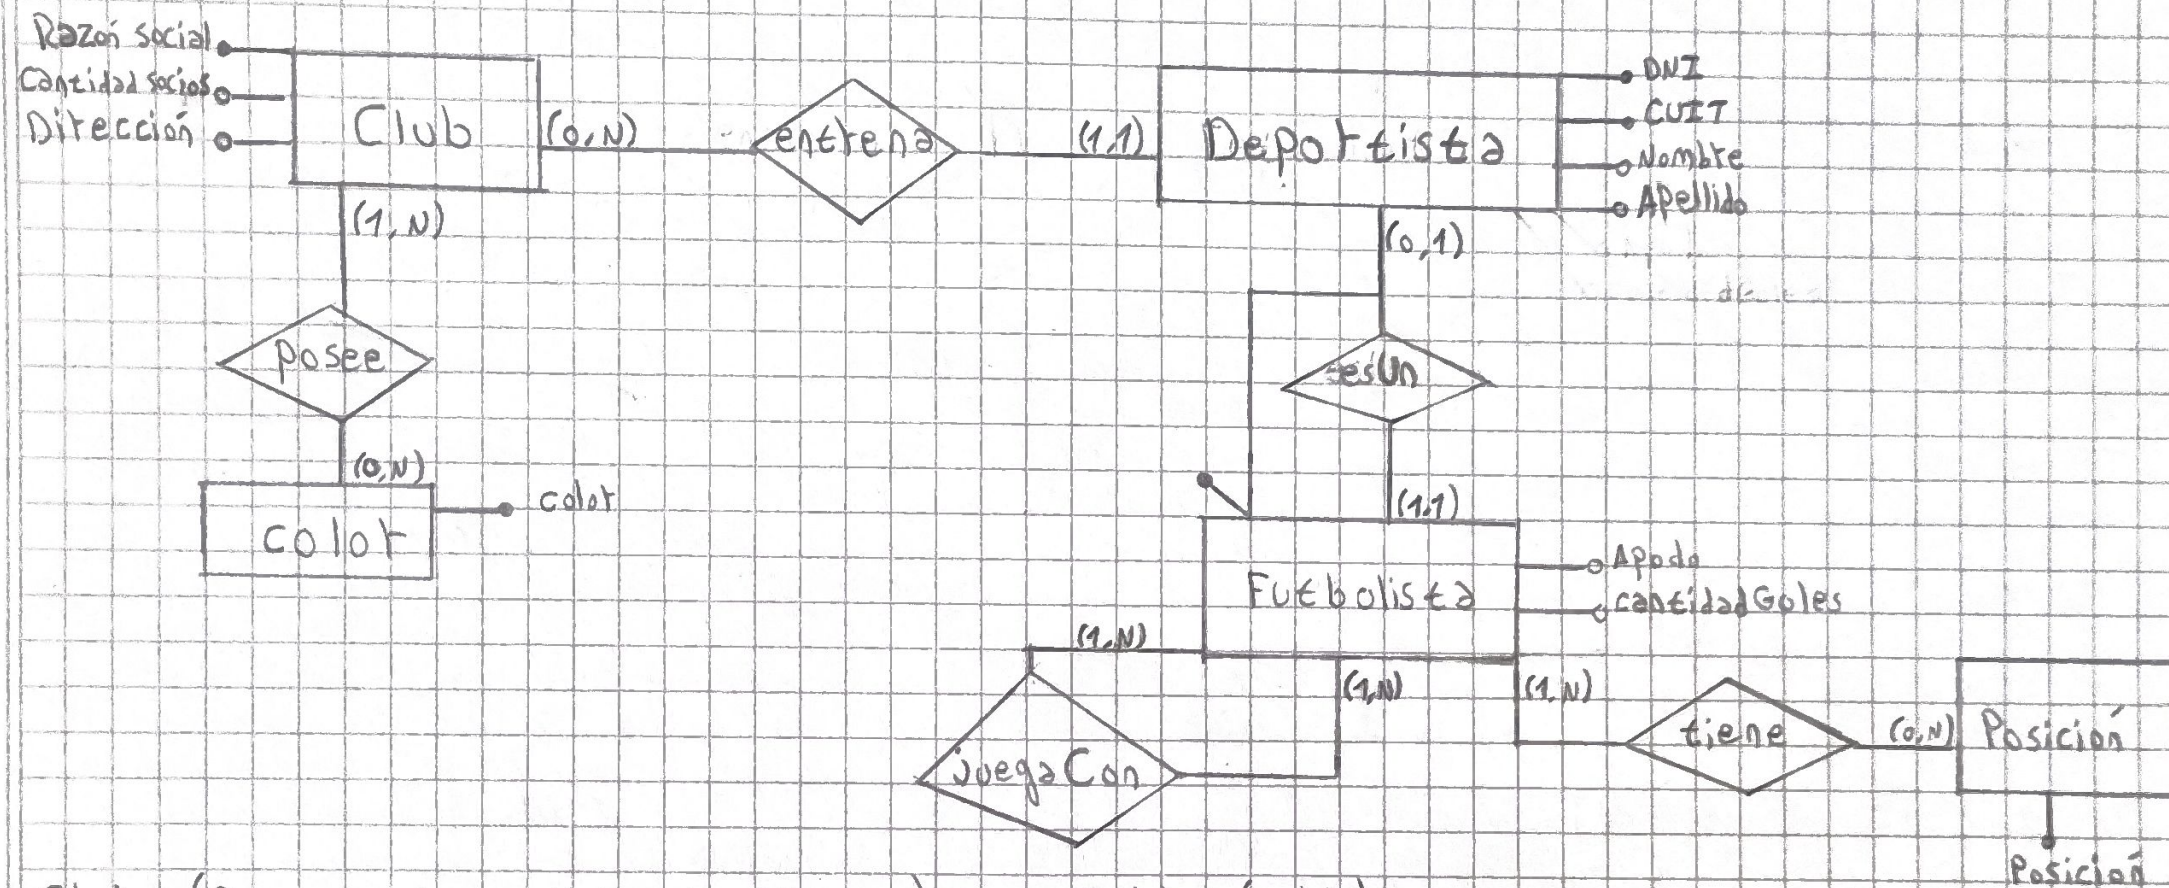 Razón social
Cantidad socios
Dirección
Club
(0,N)
entrena
(1,1)
Deportista
DNI
CUIT
Nombre
Apellido
(1,N)
(0,1)
posee
esUn
(0,N)
color
color
(1,1)
Futbolista
Apodo
cantidadGoles
(1,N)
(1,N)
(1,N)
juegaCon
tiene
(0,N)
Posición
Posición